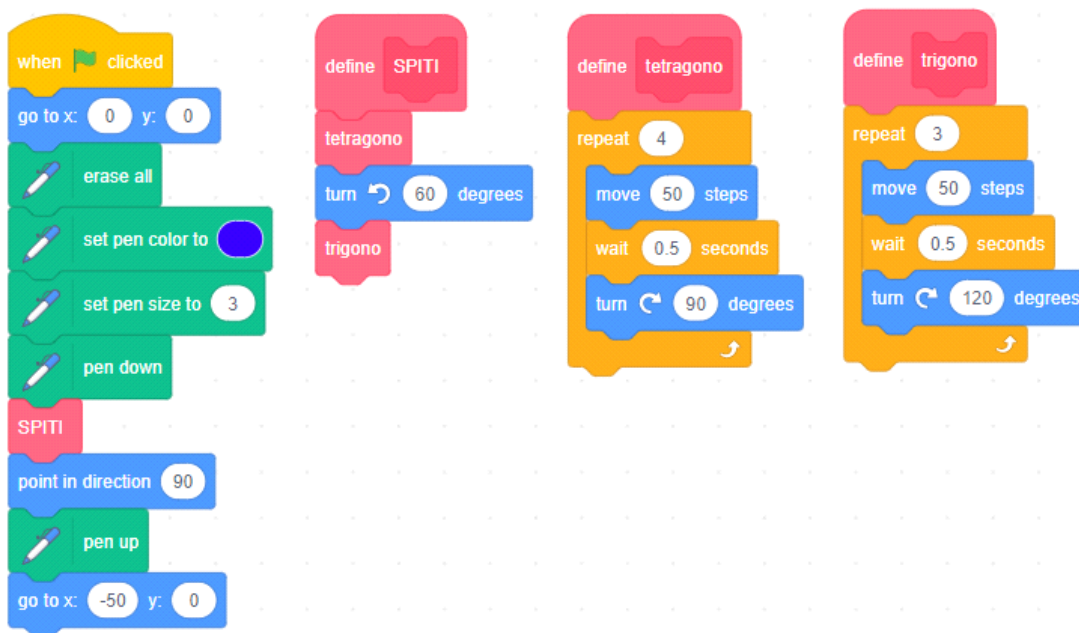 when clicked
go to x: 0 y: 0
erase all
set pen color to
set pen size to 3
pen down
SPITI
point in direction 90
pen up
go to x: -50 y: 0
define SPITI
tetragono
turn 60 degrees
trigono
define tetragono
repeat 4
move 50 steps
wait 0.5 seconds
turn 90 degrees
define trigono
repeat 3
move 50 steps
wait 0.5 seconds
turn 120 degrees